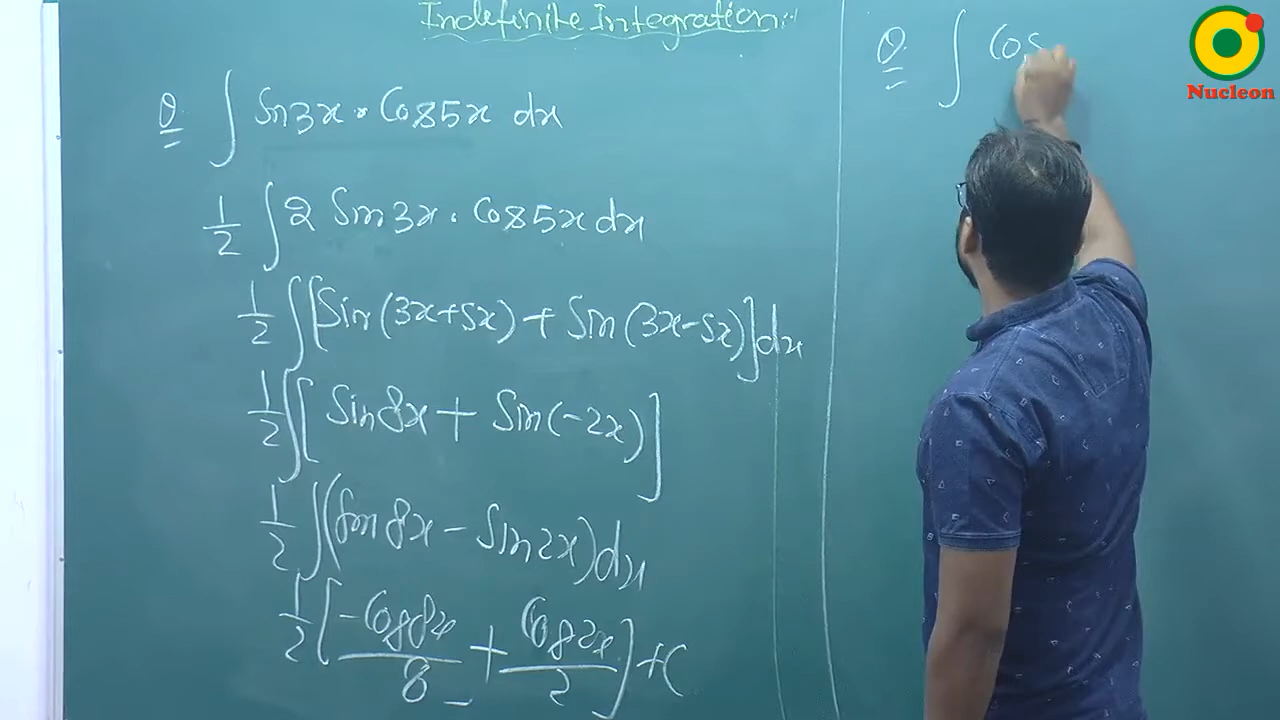 Indefinite Integration:
Q ∫ Sin3x • Cos5x dx
1/2 ∫ 2 Sin3x • Cos5x dx
1/2 ∫ [Sin(3x+5x) + Sin(3x-5x)] dx
1/2 ∫ [Sin8x + Sin(-2x)]
1/2 ∫ (Sin8x - Sin2x) dx
1/2 [-Cos8x/8 + Cos2x/2] + C
Q ∫ Cos
Nucleon